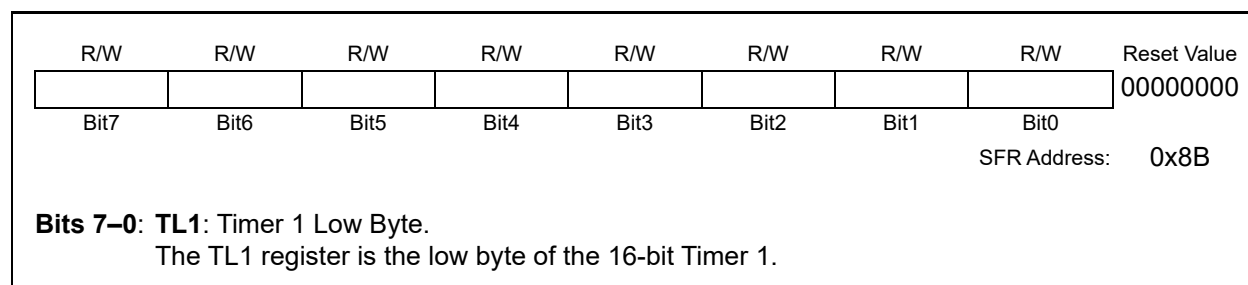 R/W R/W R/W R/W R/W R/W R/W R/W Reset Value
00000000
Bit7 Bit6 Bit5 Bit4 Bit3 Bit2 Bit1 Bit0
SFR Address: 0x8B
Bits 7–0: TL1: Timer 1 Low Byte.
The TL1 register is the low byte of the 16-bit Timer 1.